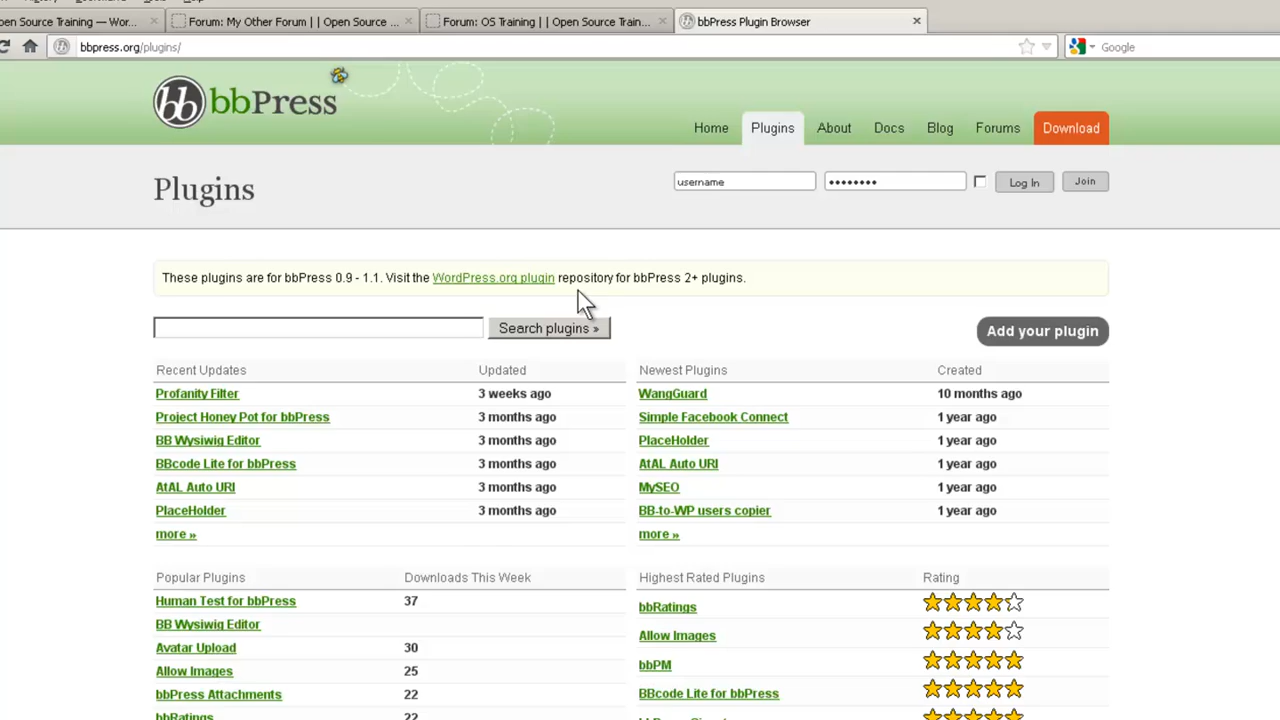 open Source Training — Wor...
Forum: My Other Forum | | Open Source ...
Forum: OS Training | | Open Source Train...
bbPress Plugin Browser
bbpress.org/plugins/
Google
bb bbPress
Home
Plugins
About
Docs
Blog
Forums
Download
Plugins
username
••••••••
Log In
Join
These plugins are for bbPress 0.9 - 1.1. Visit the WordPress.org plugin repository for bbPress 2+ plugins.
Search plugins »
Add your plugin
Recent Updates Updated
Profanity Filter 3 weeks ago
Project Honey Pot for bbPress 3 months ago
BB Wysiwig Editor 3 months ago
BBcode Lite for bbPress 3 months ago
AtAL Auto URI 3 months ago
PlaceHolder 3 months ago
more »
Newest Plugins Created
WangGuard 10 months ago
Simple Facebook Connect 1 year ago
PlaceHolder 1 year ago
AtAL Auto URI 1 year ago
MySEO 1 year ago
BB-to-WP users copier 1 year ago
more »
Popular Plugins Downloads This Week
Human Test for bbPress 37
BB Wysiwig Editor
Avatar Upload 30
Allow Images 25
bbPress Attachments 22
bbRatings 22
Highest Rated Plugins Rating
bbRatings
Allow Images
bbPM
BBcode Lite for bbPress